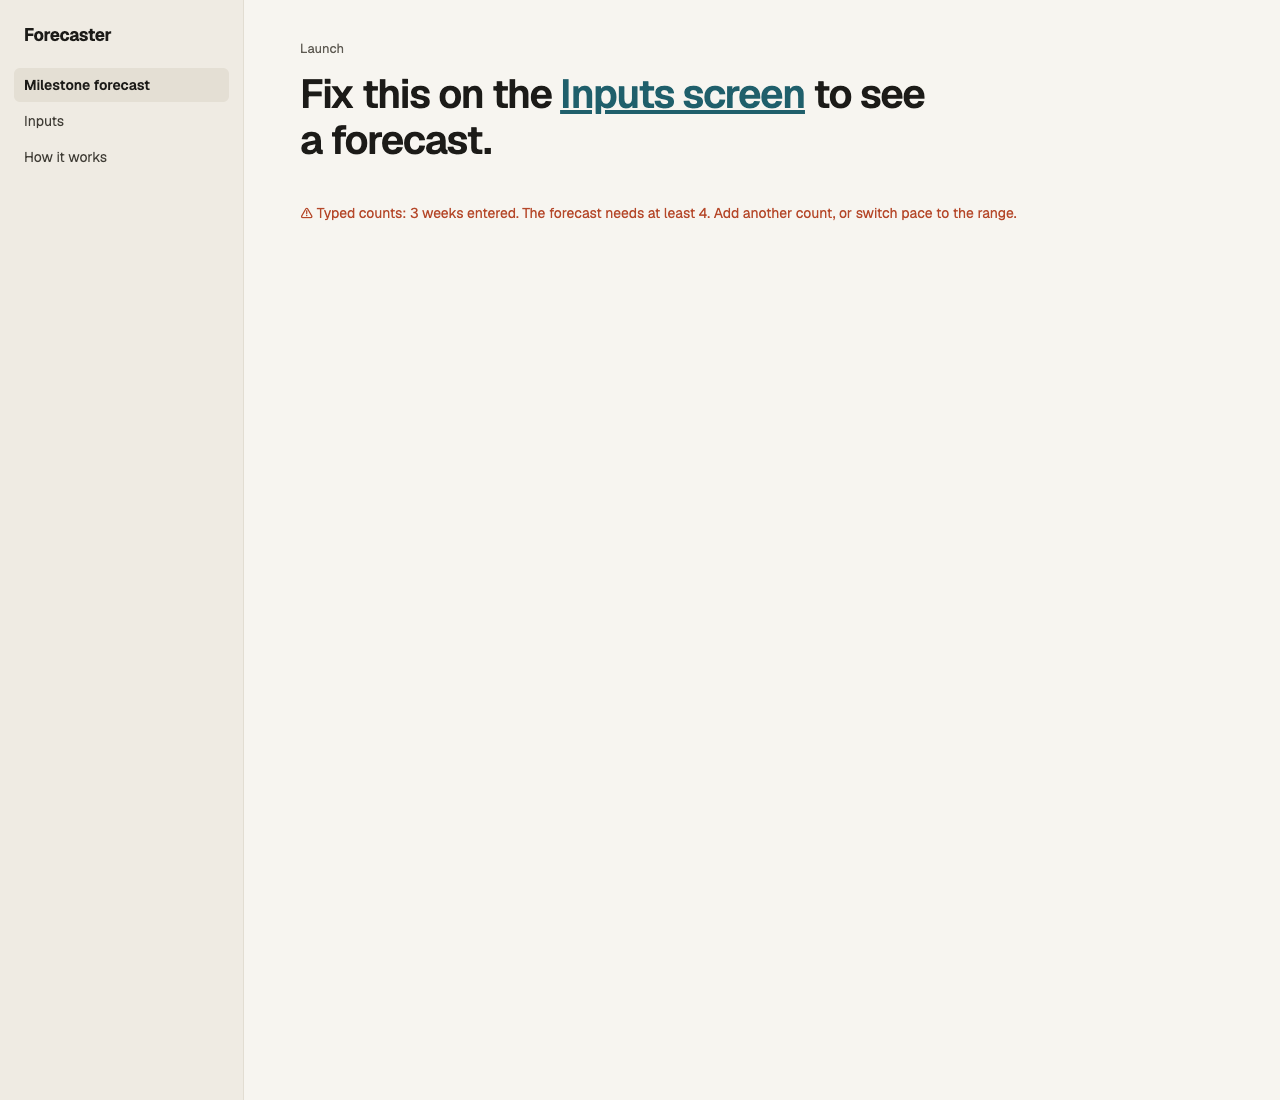 Forecaster
Milestone forecast
Inputs
How it works
Launch
Fix this on the Inputs screen to see
a forecast.
⚠ Typed counts: 3 weeks entered. The forecast needs at least 4. Add another count, or switch pace to the range.